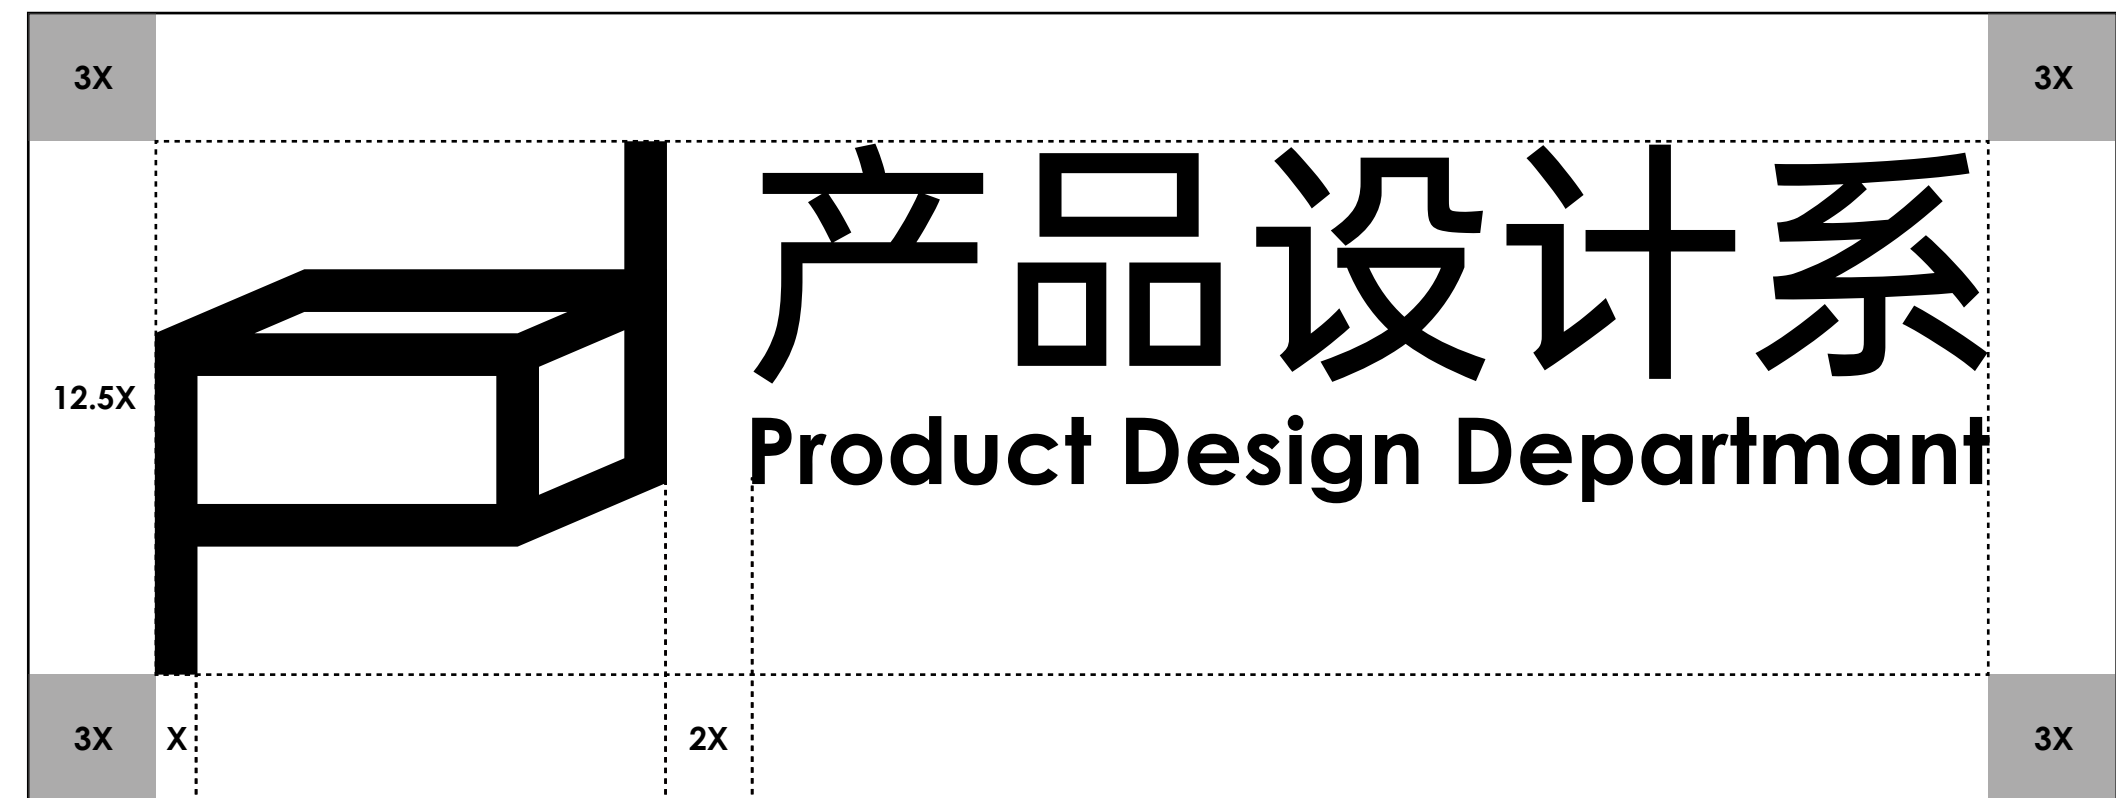 3X
3X
产品设计系
12.5X
Product Design Departmant
3X
X
2X
3X